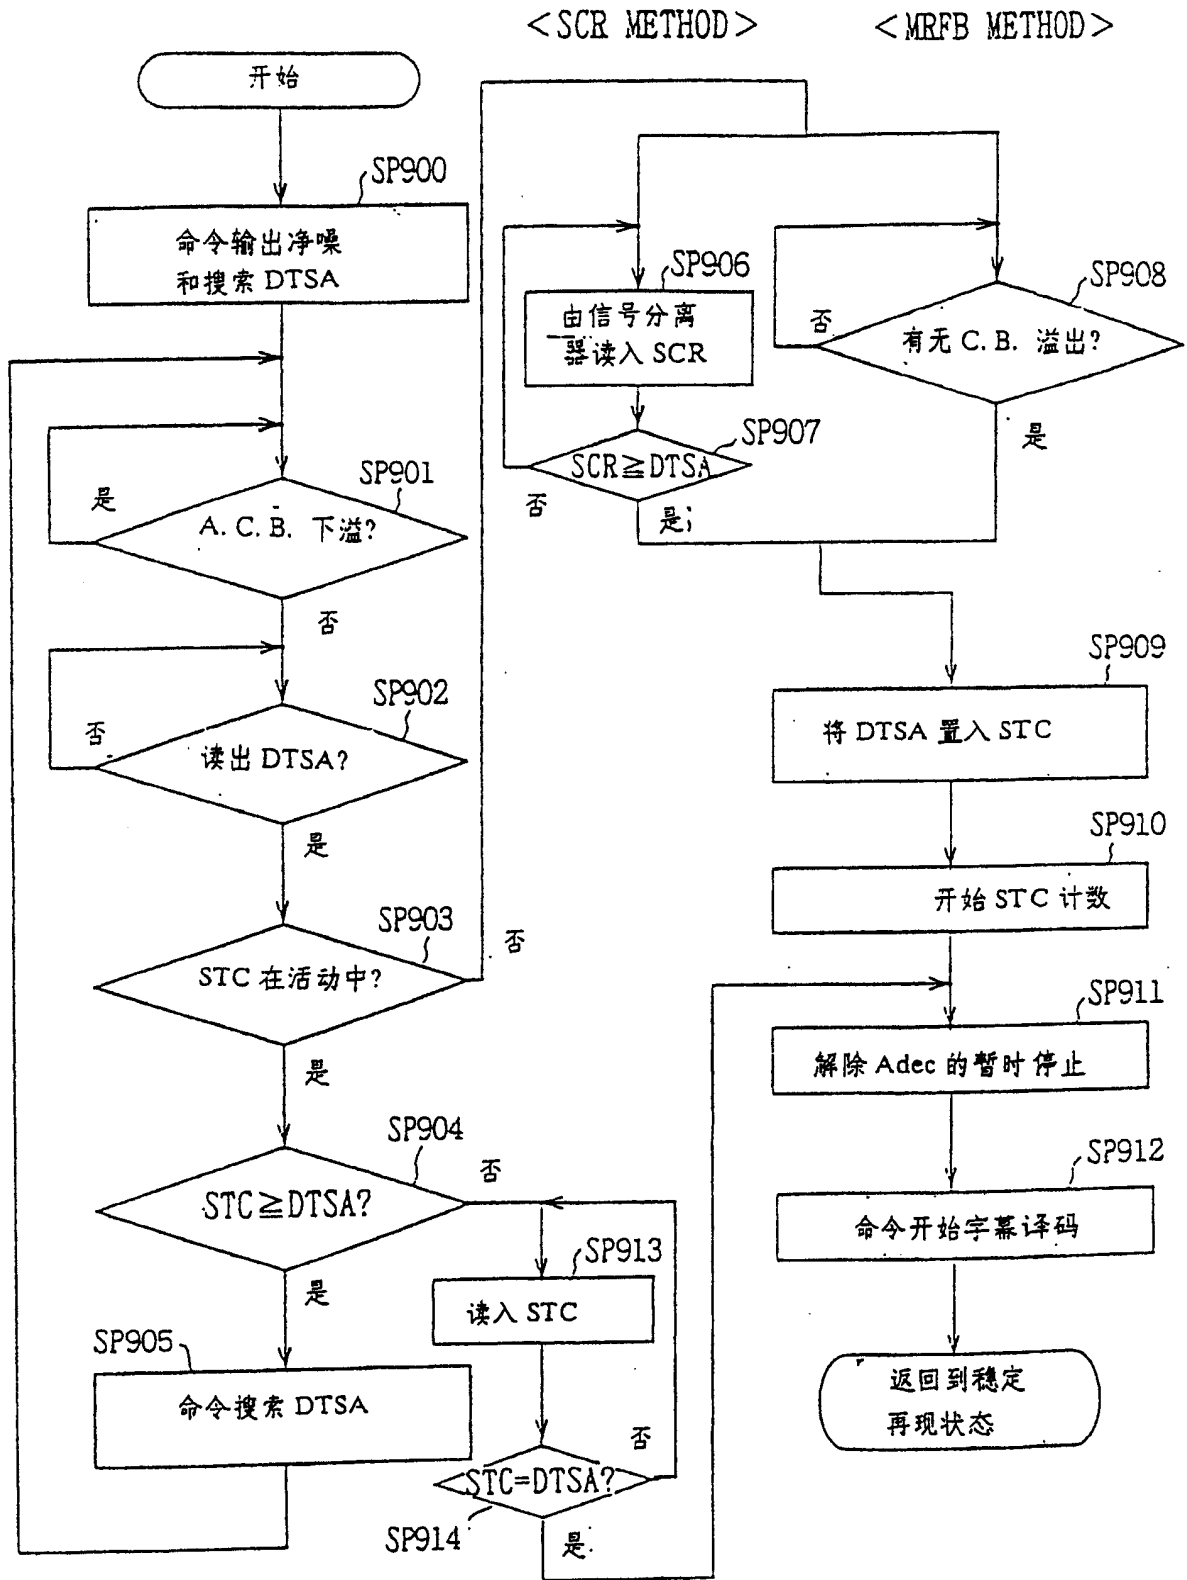 <SCR METHOD>
<MRFB METHOD>
开始
SP900
命令输出净噪
和搜索 DTSA
SP901
A. C. B. 下溢?
是
否
SP902
读出 DTSA?
否
是
SP903
STC 在活动中?
否
是
SP904
STC≧DTSA?
否
是
SP905
命令搜索 DTSA
SP913
读入 STC
SP914
STC=DTSA?
否
是
SP906
由信号分离
器读入 SCR
SP907
SCR≧DTSA
否
是;
SP908
有无 C. B. 溢出?
否
是
SP909
将 DTSA 置入 STC
SP910
开始 STC 计数
SP911
解除 Adec 的暂时停止
SP912
命令开始字幕译码
返回到稳定
再现状态